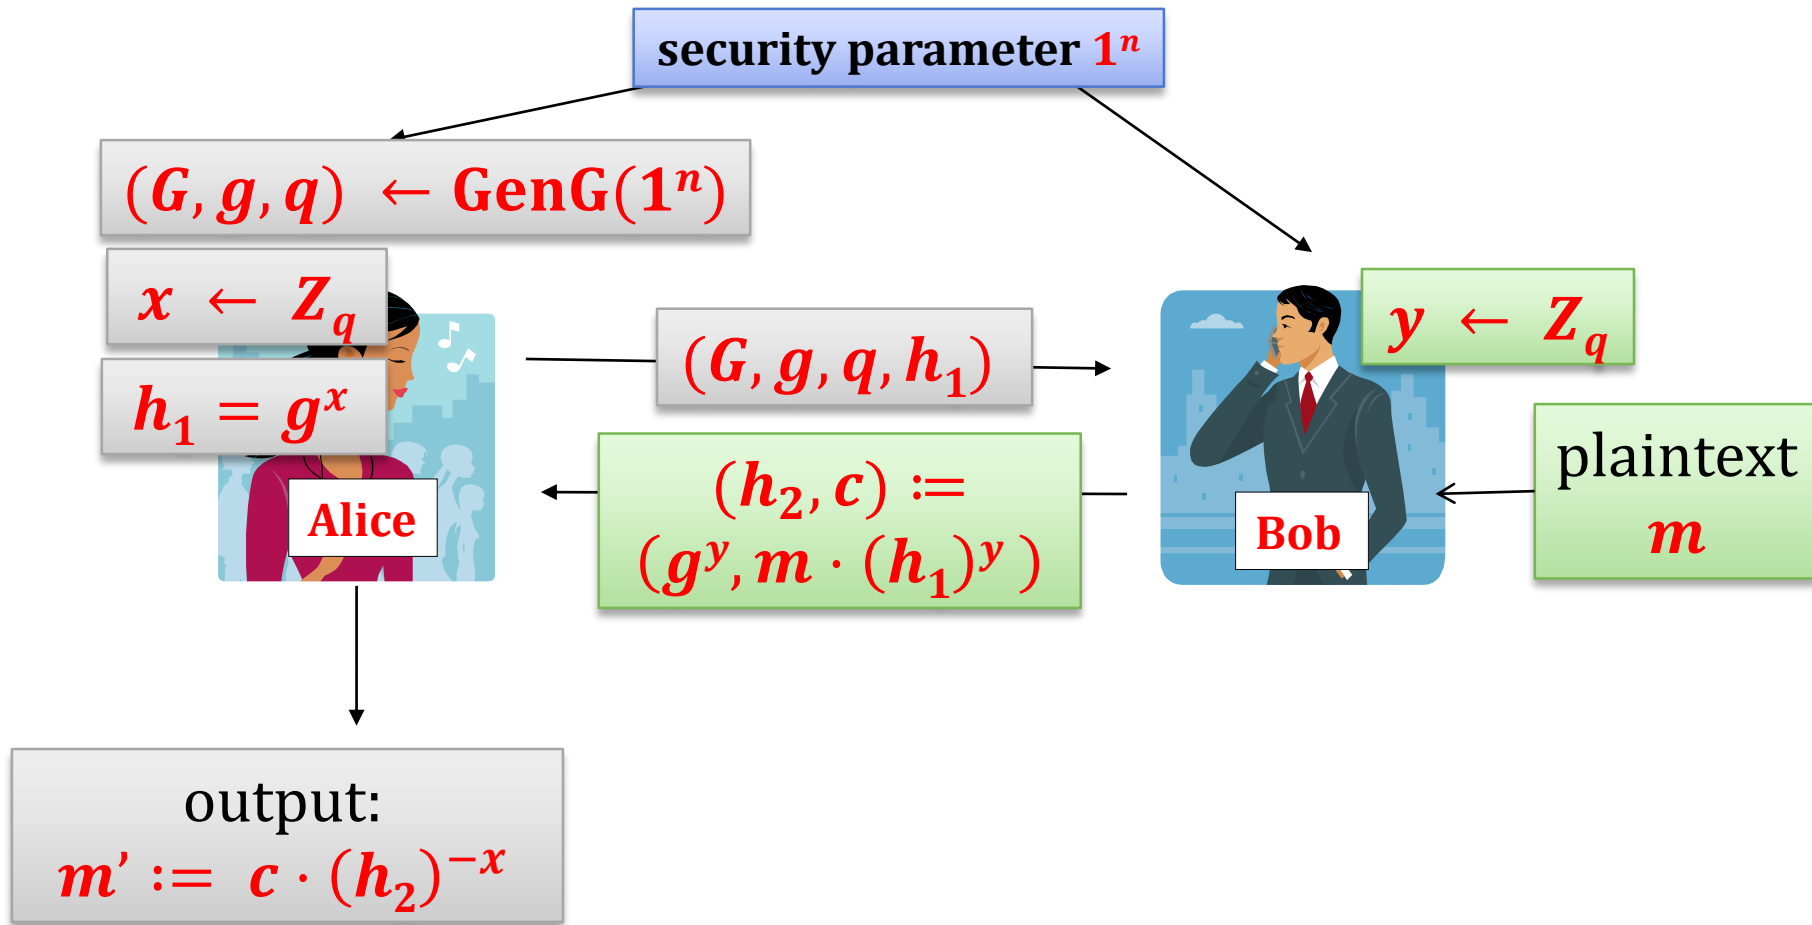 security parameter 1ⁿ
(G, g, q) ← GenG(1ⁿ)
x ← Z_q
h₁ = gˣ
(G, g, q, h₁)
y ← Z_q
(h₂, c) :=
(gʸ, m · (h₁)ʸ )
plaintext
m
Alice
Bob
output:
m’ := c · (h₂)⁻ˣ